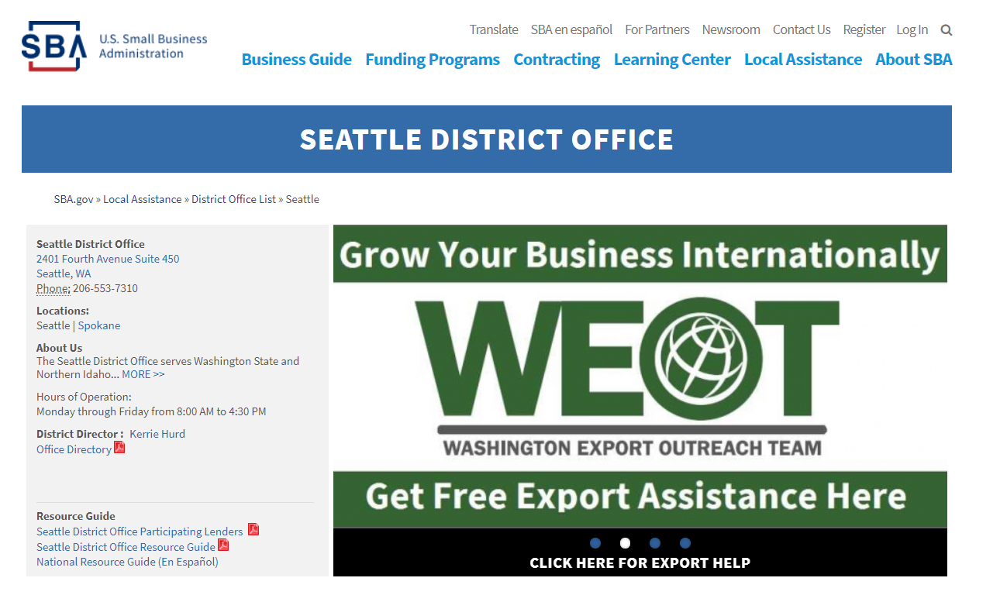 SBA U.S. Small Business
Administration
Translate SBA en español For Partners Newsroom Contact Us Register Log In
Business Guide Funding Programs Contracting Learning Center Local Assistance About SBA
SEATTLE DISTRICT OFFICE
SBA.gov » Local Assistance » District Office List » Seattle
Seattle District Office
2401 Fourth Avenue Suite 450
Seattle, WA
Phone: 206-553-7310
Locations:
Seattle | Spokane
About Us
The Seattle District Office serves Washington State and
Northern Idaho... MORE >>
Hours of Operation:
Monday through Friday from 8:00 AM to 4:30 PM
District Director : Kerrie Hurd
Office Directory
Resource Guide
Seattle District Office Participating Lenders
Seattle District Office Resource Guide
National Resource Guide (En Español)
Grow Your Business Internationally
WEOT
WASHINGTON EXPORT OUTREACH TEAM
Get Free Export Assistance Here
CLICK HERE FOR EXPORT HELP